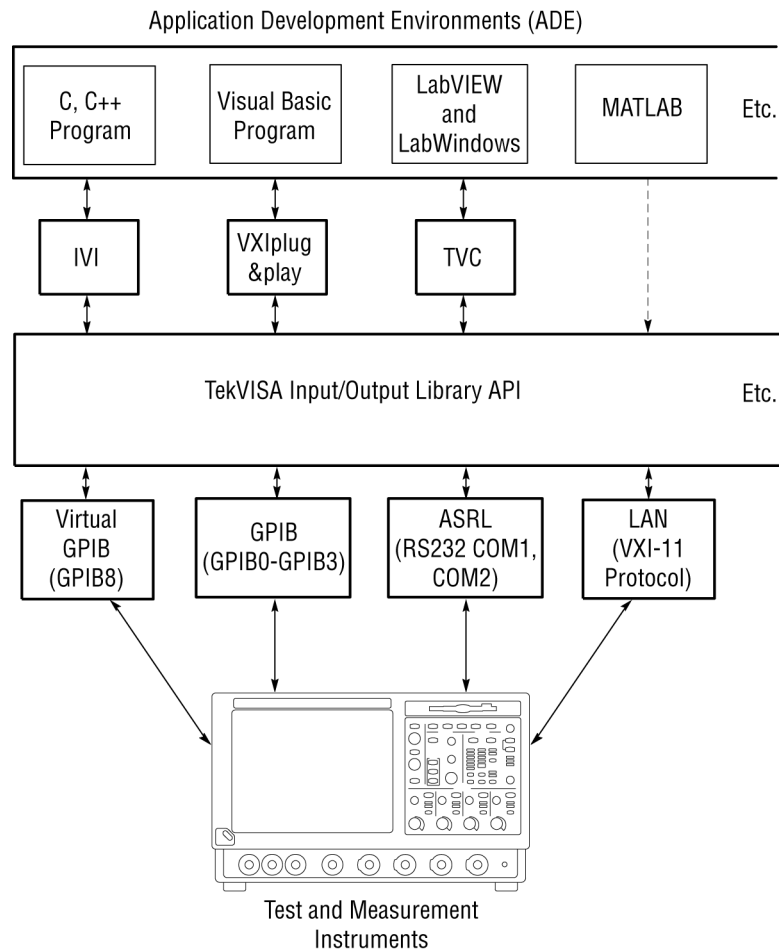 Application Development Environments (ADE)
C, C++
Program
Visual Basic
Program
LabVIEW
and
LabWindows
MATLAB
Etc.
IVI
VXIplug
&play
TVC
TekVISA Input/Output Library API
Etc.
Virtual
GPIB
(GPIB8)
GPIB
(GPIB0-GPIB3)
ASRL
(RS232 COM1,
COM2)
LAN
(VXI-11
Protocol)
Test and Measurement
Instruments